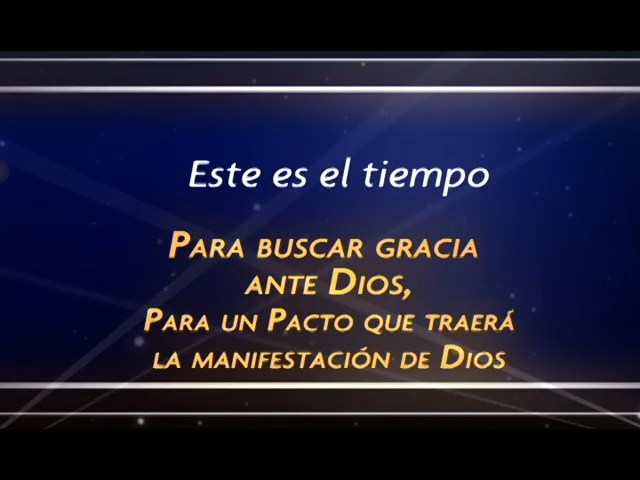 Este es el tiempo
PARA BUSCAR GRACIA
ANTE DIOS,
PARA UN PACTO QUE TRAERÁ
LA MANIFESTACIÓN DE DIOS